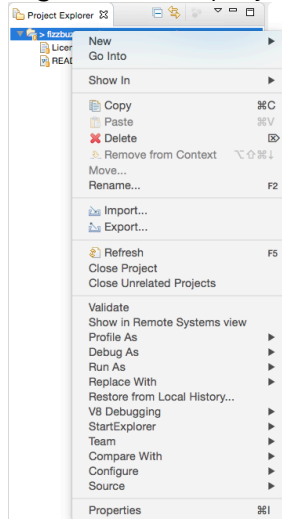 Project Explorer
> fizzbu
New
Licen
Go Into
READ
Show In
Copy ⌘C
Paste ⌘V
Delete ⌦
Remove from Context ⌥⇧⌘↓
Move...
Rename... F2
Import...
Export...
Refresh F5
Close Project
Close Unrelated Projects
Validate
Show in Remote Systems view
Profile As
Debug As
Run As
Replace With
Restore from Local History...
V8 Debugging
StartExplorer
Team
Compare With
Configure
Source
Properties ⌘I